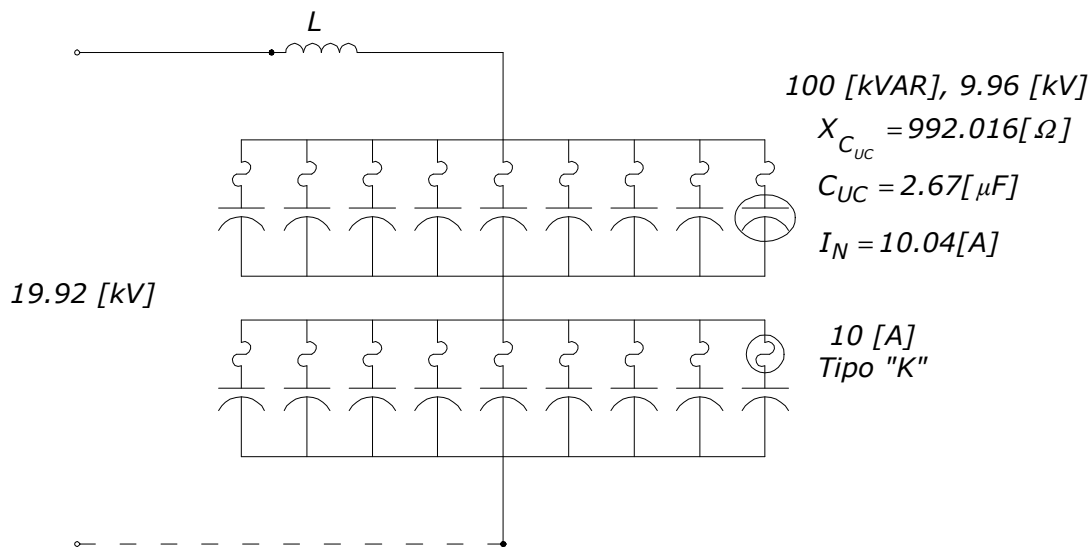 L
100 [kVAR], 9.96 [kV]
X_{C_{UC}} = 992.016[Ω]
C_{UC} = 2.67[μF]
I_N = 10.04[A]
19.92 [kV]
10 [A]
Tipo "K"